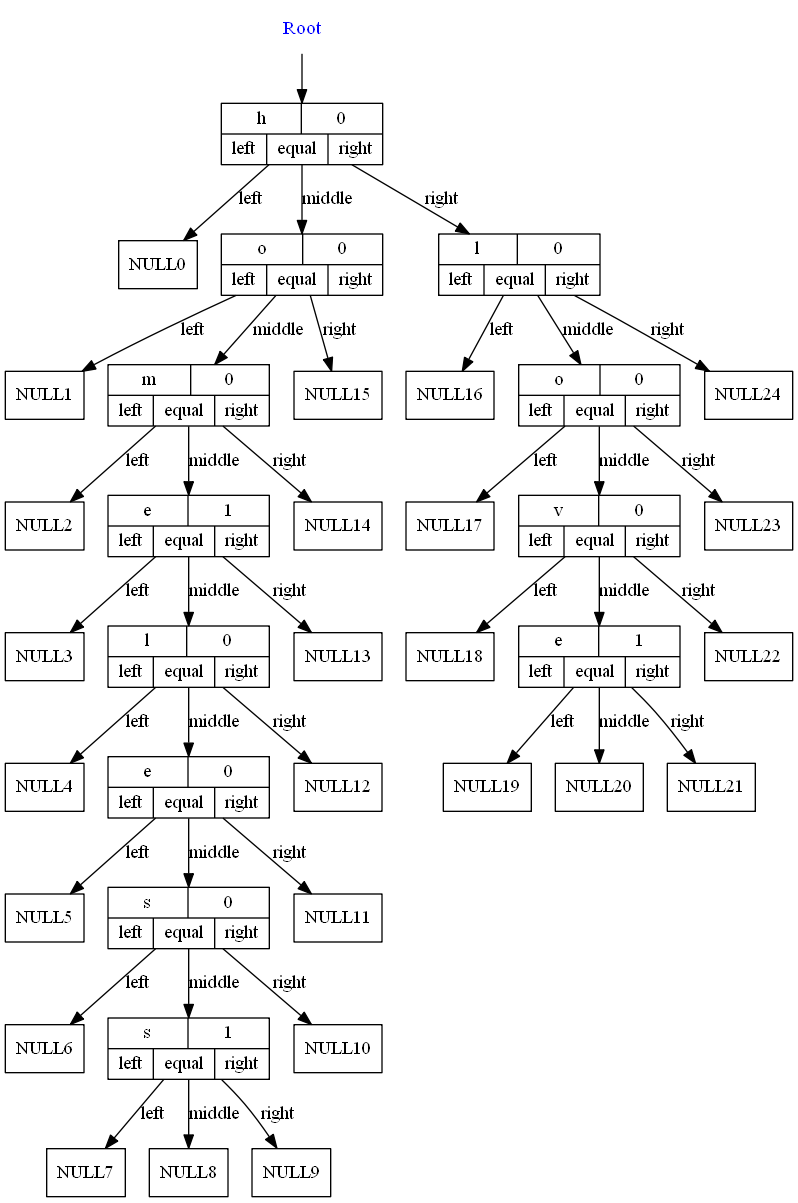 Root
h 0
left equal right
left middle right
NULL0
o 0
left equal right
l 0
left equal right
left middle right left middle right
NULL1
m 0
left equal right
NULL15
NULL16
o 0
left equal right
NULL24
left middle right left middle right
NULL2
e 1
left equal right
NULL14
NULL17
v 0
left equal right
NULL23
left middle right left middle right
NULL3
l 0
left equal right
NULL13
NULL18
e 1
left equal right
NULL22
left middle right left middle right
NULL4
e 0
left equal right
NULL12
NULL19
NULL20
NULL21
left middle right
NULL5
s 0
left equal right
NULL11
left middle right
NULL6
s 1
left equal right
NULL10
left middle right
NULL7
NULL8
NULL9